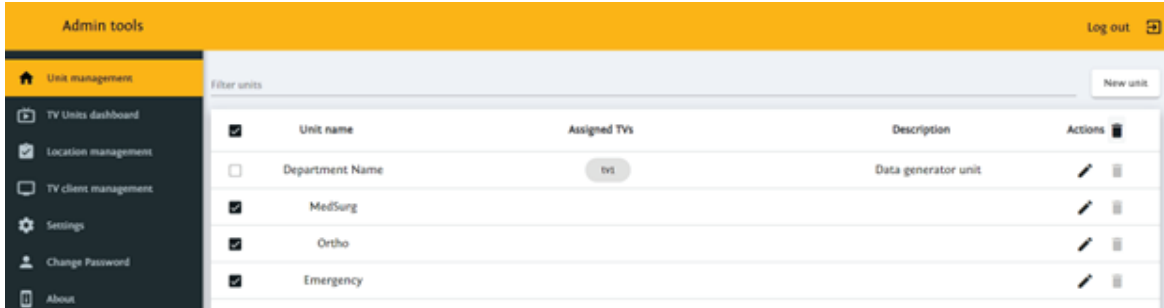 Admin tools
Log out
Unit management
TV Units dashboard
Location management
TV client management
Settings
Change Password
About
Filter units
New unit
Unit name Assigned TVs Description Actions
Department Name tv1 Data generator unit
MedSurg
Ortho
Emergency